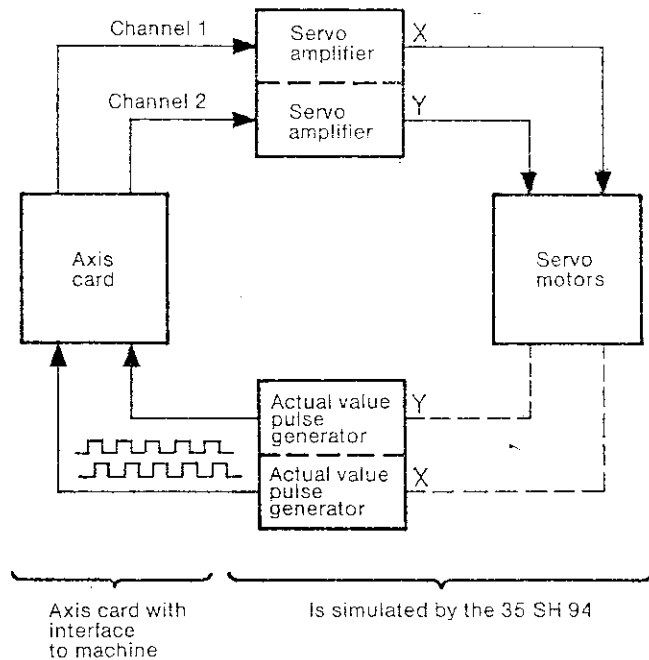 Channel 1
Servo
amplifier
X
Channel 2
Servo
amplifier
Y
Axis
card
Servo
motors
Actual value
pulse
generator
Y
Actual value
pulse
generator
X
Axis card with
interface
to machine
Is simulated by the 35 SH 94